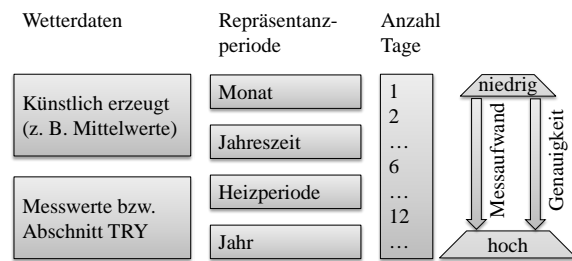 Wetterdaten
Repräsentanz-
periode
Anzahl
Tage
Künstlich erzeugt
(z. B. Mittelwerte)
Messwerte bzw.
Abschnitt TRY
Monat
Jahreszeit
Heizperiode
Jahr
1
2
…
6
…
12
…
niedrig
Messaufwand
Genauigkeit
hoch